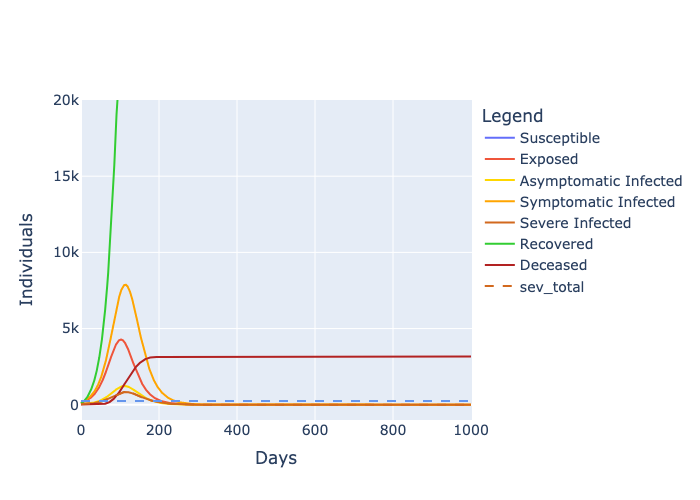 20k
15k
10k
5k
0
0 200 400 600 800 1000
Days
Individuals
Legend
Susceptible
Exposed
Asymptomatic Infected
Symptomatic Infected
Severe Infected
Recovered
Deceased
sev_total